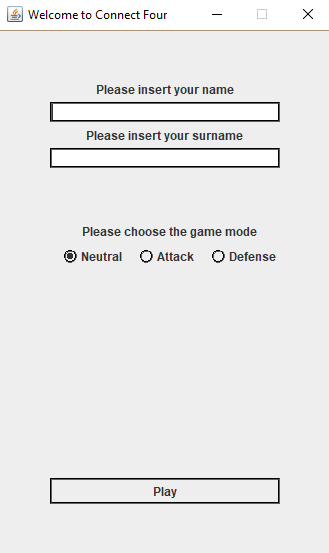 Welcome to Connect Four
Please insert your name
Please insert your surname
Please choose the game mode
Neutral Attack Defense
Play